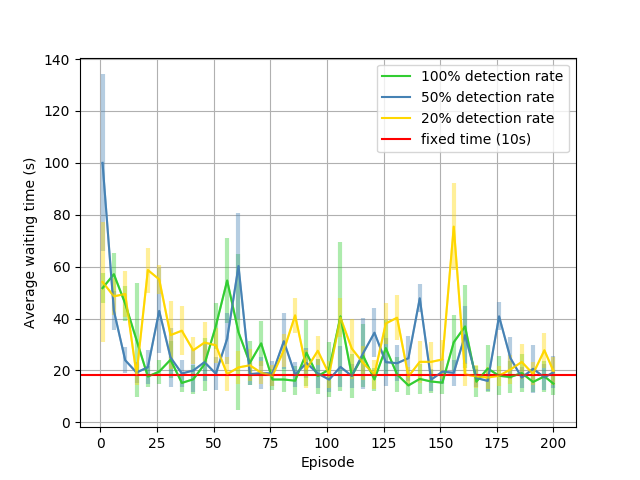 140
120
100
80
60
40
20
0
Average waiting time (s)
100% detection rate
50% detection rate
20% detection rate
fixed time (10s)
0 25 50 75 100 125 150 175 200
Episode